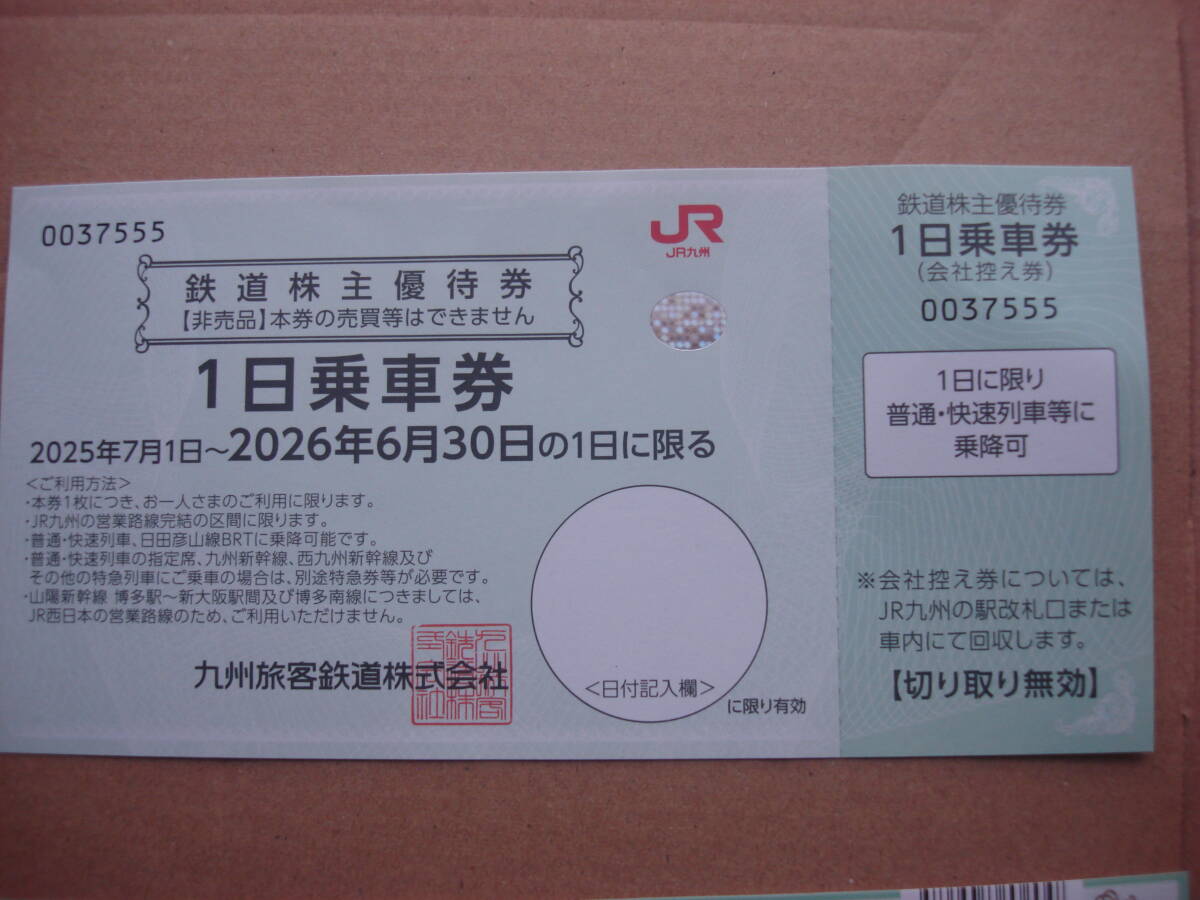 0037555
JR
JR九州
鉄道株主優待券
【非売品】本券の売買等はできません
1日乗車券
2025年7月1日～2026年6月30日の1日に限る
＜ご利用方法＞
・本券1枚につき、お一人さまのご利用に限ります。
・JR九州の営業路線完結の区間に限ります。
・普通・快速列車、日田彦山線BRTに乗降可能です。
・普通・快速列車の指定席、九州新幹線、西九州新幹線及び
その他の特急列車にご乗車の場合は、別途特急券等が必要です。
・山陽新幹線 博多駅～新大阪駅間及び博多南線につきましては、
JR西日本の営業路線のため、ご利用いただけません。
九州旅客鉄道株式会社
＜日付記入欄＞
に限り有効
鉄道株主優待券
1日乗車券
(会社控え券)
0037555
1日に限り
普通・快速列車等に
乗降可
※会社控え券については、
JR九州の駅改札口または
車内にて回収します。
【切り取り無効】